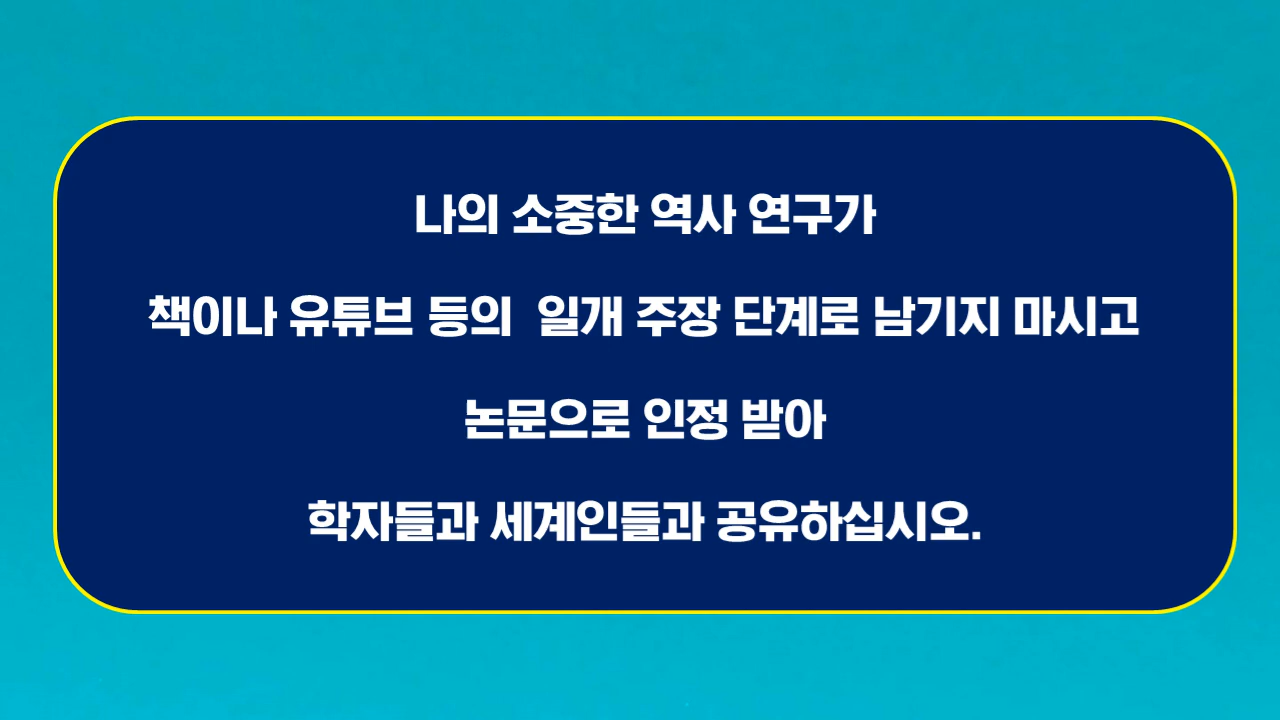 나의 소중한 역사 연구가
책이나 유튜브 등의  일개 주장 단계로 남기지 마시고
논문으로 인정 받아
학자들과 세계인들과 공유하십시오.